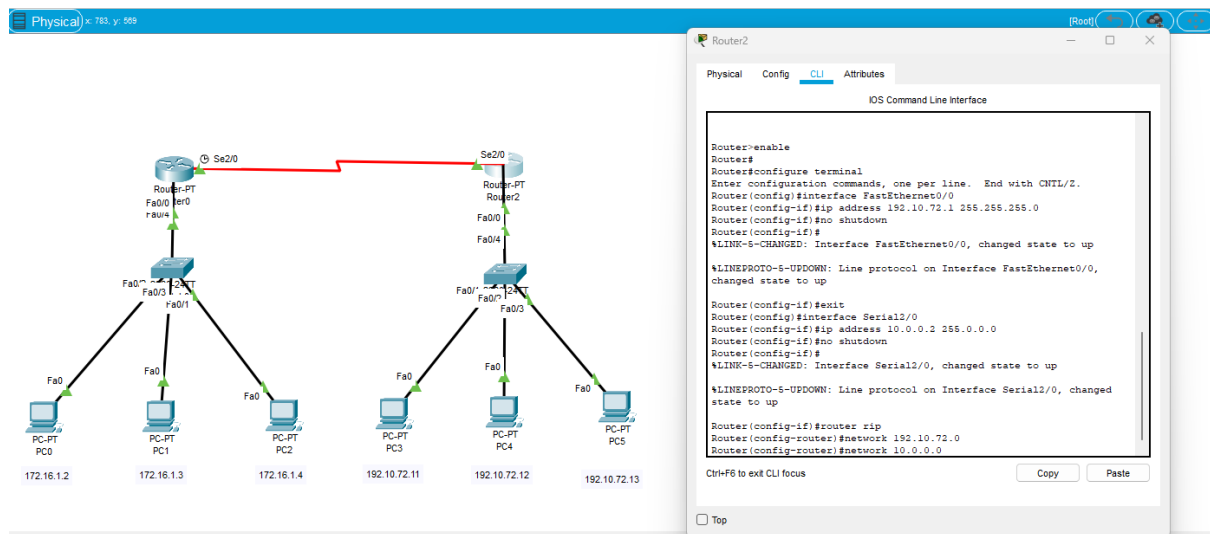 Physical x: 783, y: 569
[Root]
Router2
Physical Config CLI Attributes
IOS Command Line Interface
Router>enable
Router#
Router#configure terminal
Enter configuration commands, one per line. End with CNTL/Z.
Router(config)#interface FastEthernet0/0
Router(config-if)#ip address 192.10.72.1 255.255.255.0
Router(config-if)#no shutdown
Router(config-if)#
%LINK-5-CHANGED: Interface FastEthernet0/0, changed state to up
%LINEPROTO-5-UPDOWN: Line protocol on Interface FastEthernet0/0,
changed state to up
Router(config-if)#exit
Router(config)#interface Serial2/0
Router(config-if)#ip address 10.0.0.2 255.0.0.0
Router(config-if)#no shutdown
Router(config-if)#
%LINK-5-CHANGED: Interface Serial2/0, changed state to up
%LINEPROTO-5-UPDOWN: Line protocol on Interface Serial2/0, changed
state to up
Router(config-if)#router rip
Router(config-router)#network 192.10.72.0
Router(config-router)#network 10.0.0.0
Ctrl+F6 to exit CLI focus
Copy Paste
Top
Se2/0
Se2/0
Router-PT
Fa0/0
Fa0/4
Router-PT
Router2
Fa0/0
Fa0/4
Fa0/3
Fa0/1
Fa0/3
Fa0
Fa0
Fa0
Fa0
Fa0
Fa0
PC-PT
PC0
PC-PT
PC1
PC-PT
PC2
PC-PT
PC3
PC-PT
PC4
PC-PT
PC5
172.16.1.2
172.16.1.3
172.16.1.4
192.10.72.11
192.10.72.12
192.10.72.13